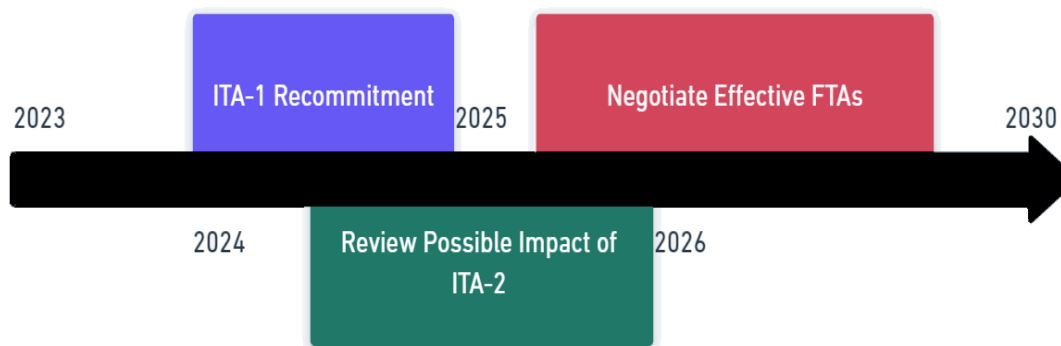 ITA-1 Recommitment
Negotiate Effective FTAs
2023
2025
2030
2024
Review Possible Impact of
ITA-2
2026